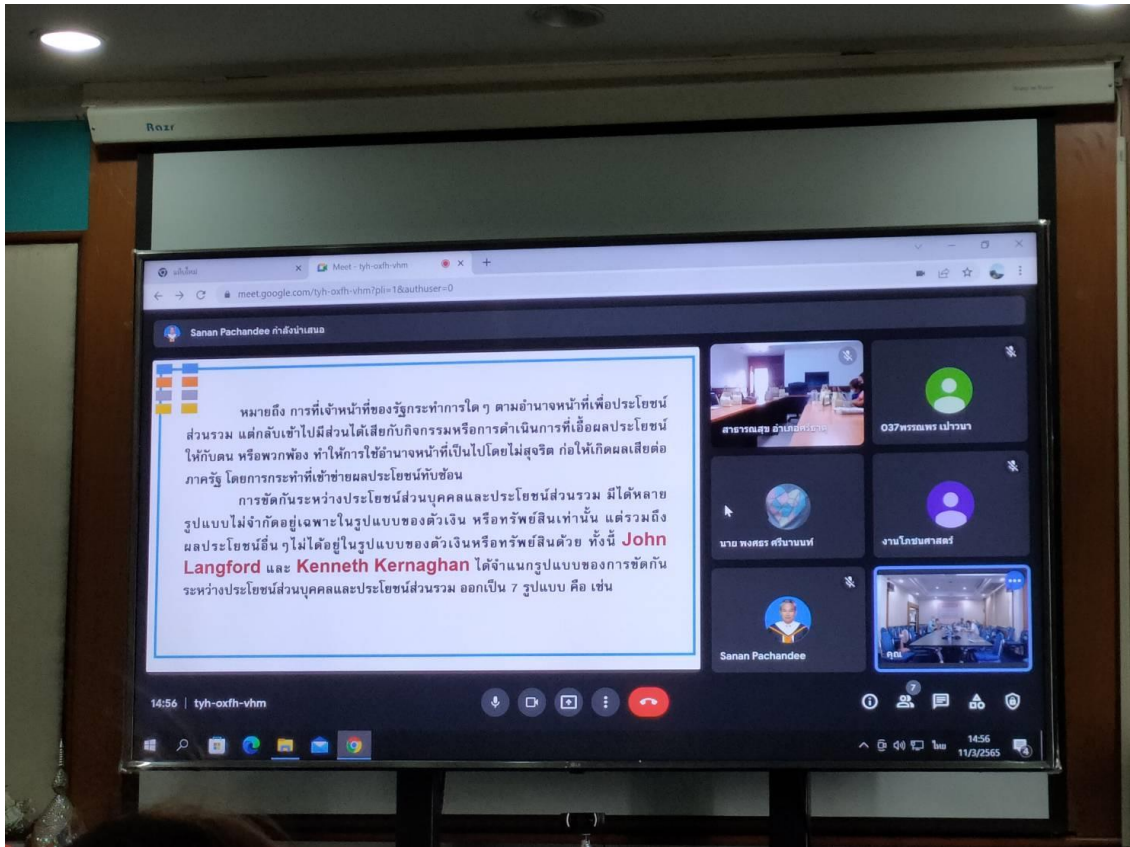 Razr
แท็บใหม่
Meet - tyh-oxfh-vhm
meet.google.com/tyh-oxfh-vhm?pli=1&authuser=0
Sanan Pachandee กำลังนำเสนอ
หมายถึง การที่เจ้าหน้าที่ของรัฐกระทำการใด ๆ ตามอำนาจหน้าที่เพื่อประโยชน์
ส่วนรวม แต่กลับเข้าไปมีส่วนได้เสียกับกิจกรรมหรือการดำเนินการที่เอื้อผลประโยชน์
ให้กับตน หรือพวกพ้อง ทำให้การใช้อำนาจหน้าที่เป็นไปโดยไม่สุจริต ก่อให้เกิดผลเสียต่อ
ภาครัฐ โดยการกระทำที่เข้าข่ายผลประโยชน์ทับซ้อน
การขัดกันระหว่างประโยชน์ส่วนบุคคลและประโยชน์ส่วนรวม มีได้หลาย
รูปแบบไม่จำกัดอยู่เฉพาะในรูปแบบของตัวเงิน หรือทรัพย์สินเท่านั้น แต่รวมถึง
ผลประโยชน์อื่น ๆไม่ได้อยู่ในรูปแบบของตัวเงินหรือทรัพย์สินด้วย ทั้งนี้ John
Langford และ Kenneth Kernaghan ได้จำแนกรูปแบบของการขัดกัน
ระหว่างประโยชน์ส่วนบุคคลและประโยชน์ส่วนรวม ออกเป็น 7 รูปแบบ คือ เช่น
สาธารณสุข
037พรรณพร เปาวนา
นาย พงศธร ศรีนานนท์
งานโภชนศาสตร์
Sanan Pachandee
คุณ
14:56 | tyh-oxfh-vhm
7
ไทย
14:56
11/3/2565
4